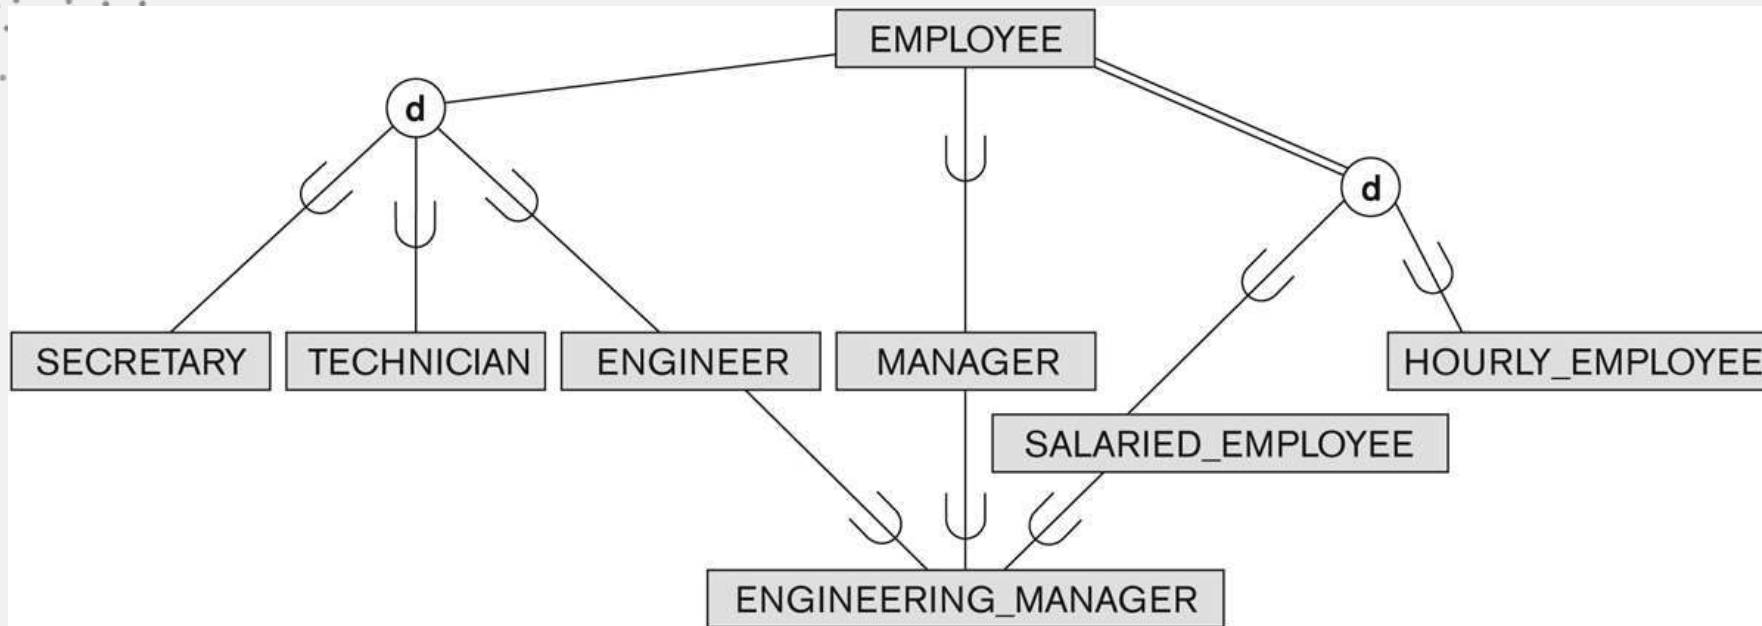 EMPLOYEE
d
d
SECRETARY
TECHNICIAN
ENGINEER
MANAGER
HOURLY_EMPLOYEE
SALARIED_EMPLOYEE
ENGINEERING_MANAGER